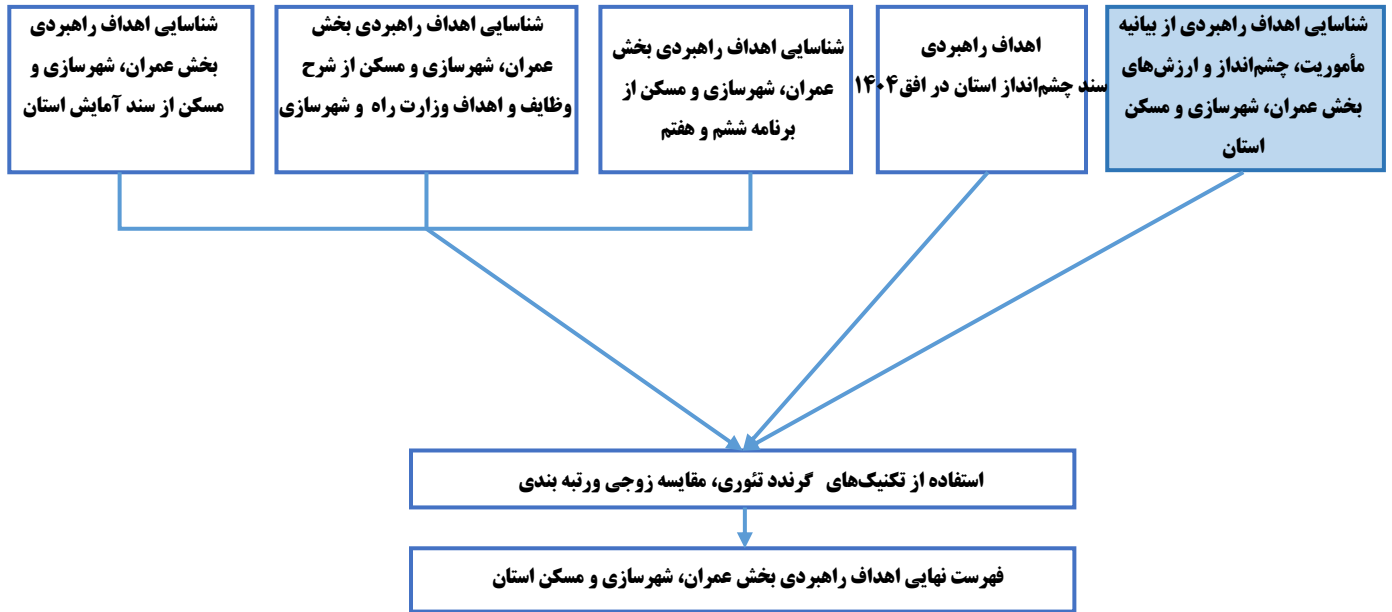 شناسایی اهداف راهبردی از بیانیه
مأموریت، چشم‌انداز و ارزش‌های
بخش عمران، شهرسازی و مسکن
استان
اهداف راهبردی
سند چشم‌انداز استان در افق۱۴۰۴
شناسایی اهداف راهبردی بخش
عمران، شهرسازی و مسکن از
برنامه ششم و هفتم
شناسایی اهداف راهبردی بخش
عمران، شهرسازی و مسکن از شرح
وظایف و اهداف وزارت راه و شهرسازی
شناسایی اهداف راهبردی
بخش عمران، شهرسازی و
مسکن از سند آمایش استان
استفاده از تکنیک‌های گرندد تئوری، مقایسه زوجی ورتبه بندی
فهرست نهایی اهداف راهبردی بخش عمران، شهرسازی و مسکن استان